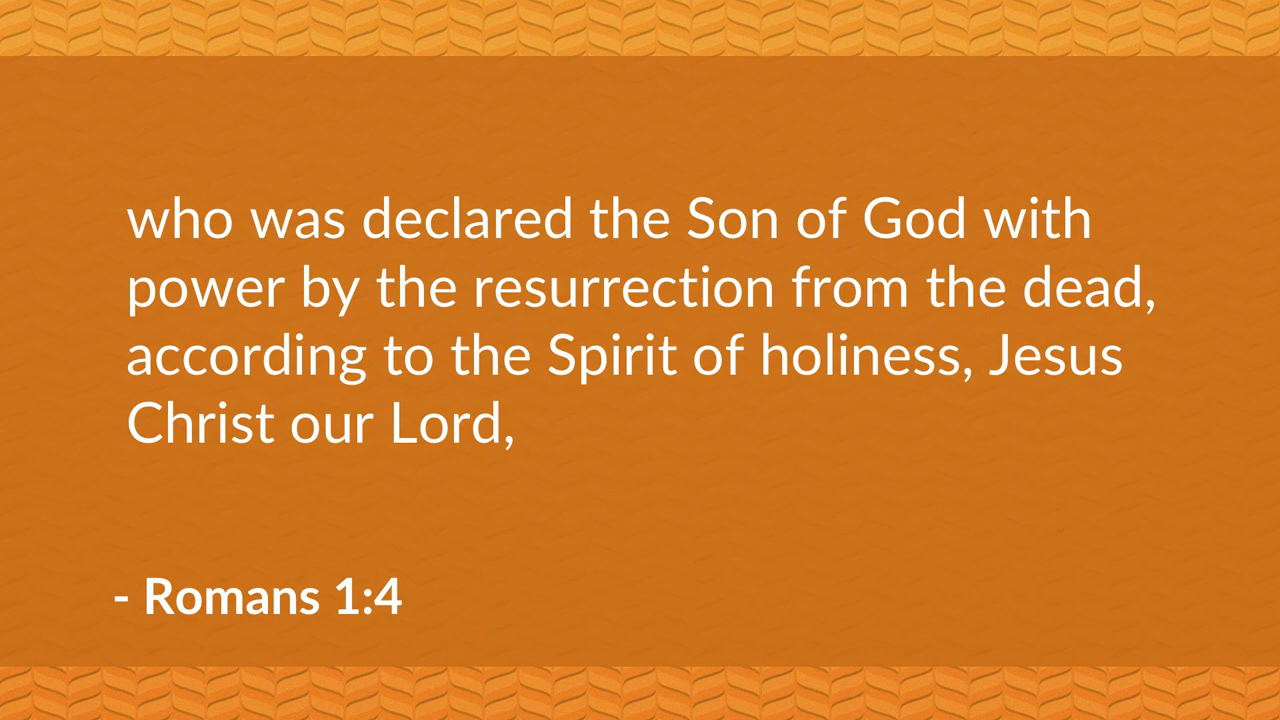 who was declared the Son of God with
power by the resurrection from the dead,
according to the Spirit of holiness, Jesus
Christ our Lord,
- Romans 1:4